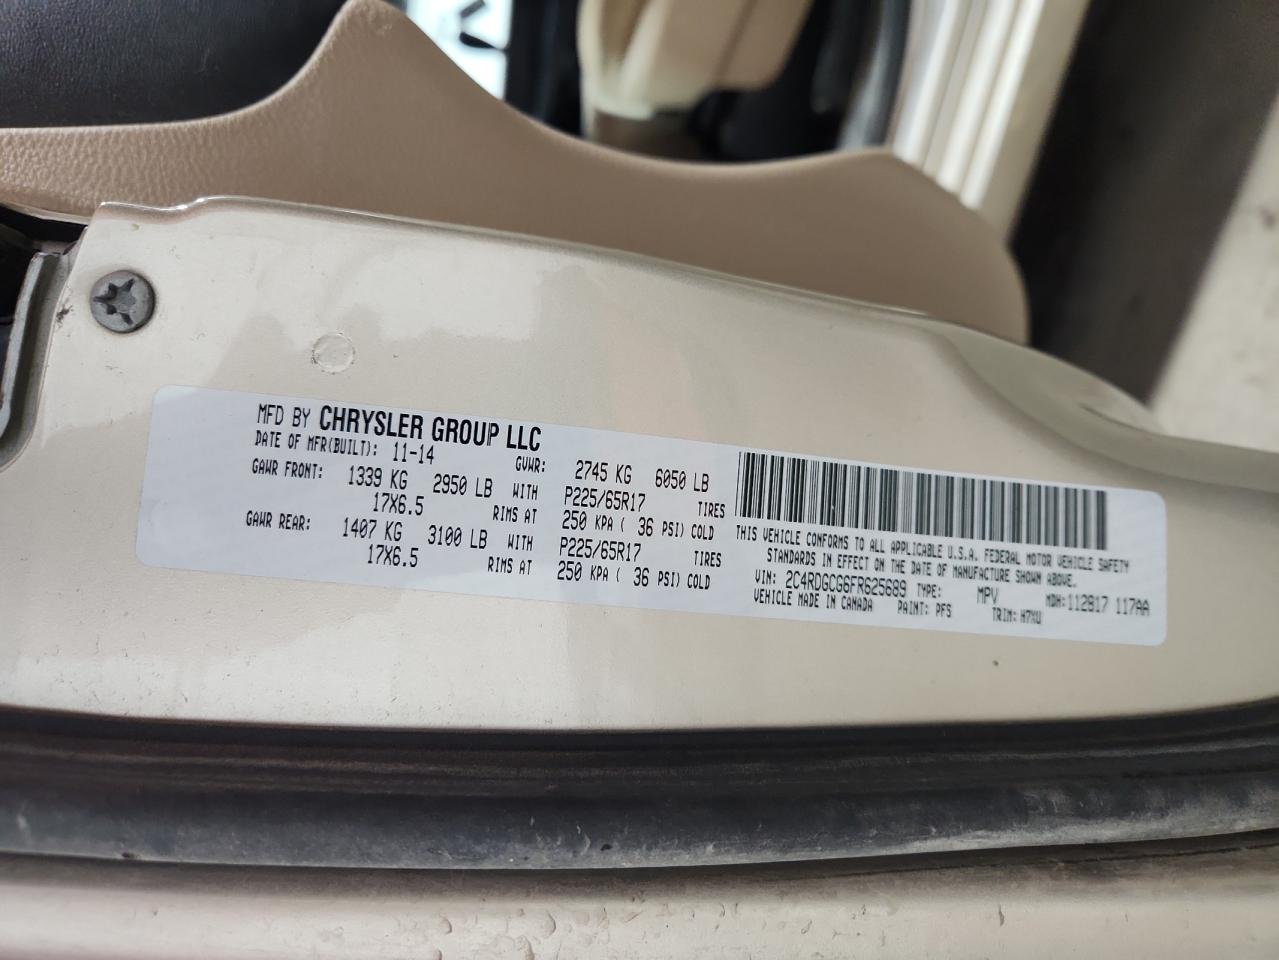 MFD BY CHRYSLER GROUP LLC
DATE OF MFR(BUILT): 11-14 GVWR: 2745 KG 6050 LB
GAWR FRONT: 1339 KG 2950 LB WITH P225/65R17 TIRES
17X6.5 RIMS AT 250 KPA ( 36 PSI) COLD
GAWR REAR: 1407 KG 3100 LB WITH P225/65R17 TIRES
17X6.5 RIMS AT 250 KPA ( 36 PSI) COLD
THIS VEHICLE CONFORMS TO ALL APPLICABLE U.S.A. FEDERAL MOTOR VEHICLE SAFETY
STANDARDS IN EFFECT ON THE DATE OF MANUFACTURE SHOWN ABOVE.
VIN: 2C4RDGCG6FR625689 TYPE: MPV MDH:112817 117AA
VEHICLE MADE IN CANADA PAINT: PFS TRIM: H7XU